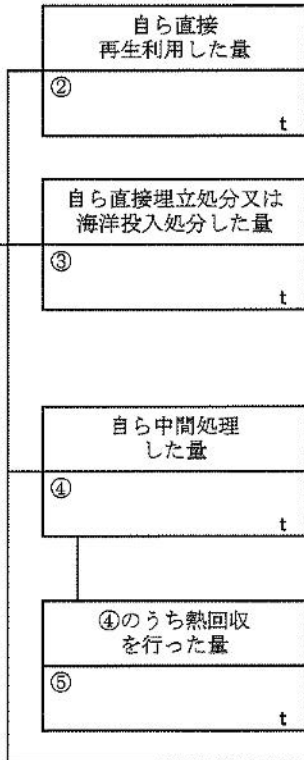 自ら直接
再生利用した量
②
t
自ら直接埋立処分又は
海洋投入処分した量
③
t
自ら中間処理
した量
④
t
④のうち熱回収
を行った量
⑤
t